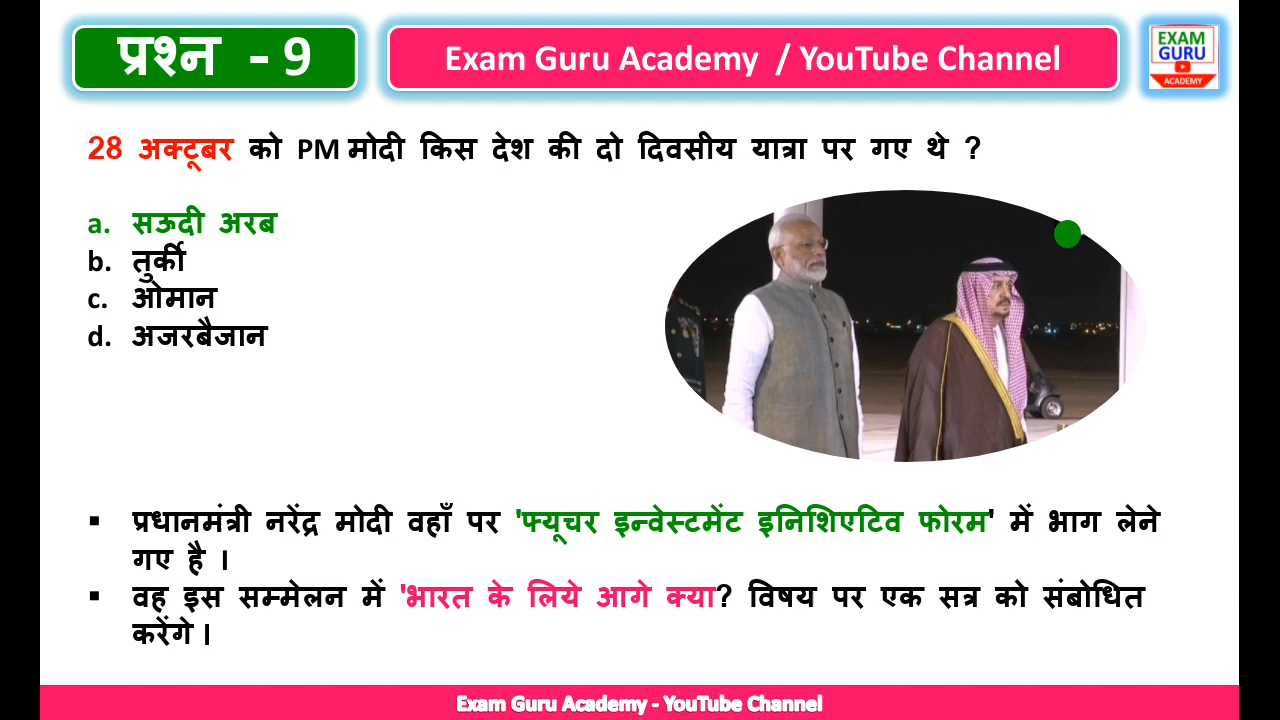 प्रश्न - 9
Exam Guru Academy / YouTube Channel
EXAM
GURU
ACADEMY
28 अक्टूबर को PM मोदी किस देश की दो दिवसीय यात्रा पर गए थे ?
a. सऊदी अरब
b. तुर्की
c. ओमान
d. अजरबैजान
▪ प्रधानमंत्री नरेंद्र मोदी वहाँ पर 'फ्यूचर इन्वेस्टमेंट इनिशिएटिव फोरम' में भाग लेने
गए है ।
▪ वह इस सम्मेलन में 'भारत के लिये आगे क्या? विषय पर एक सत्र को संबोधित
करेंगे ।
Exam Guru Academy - YouTube Channel